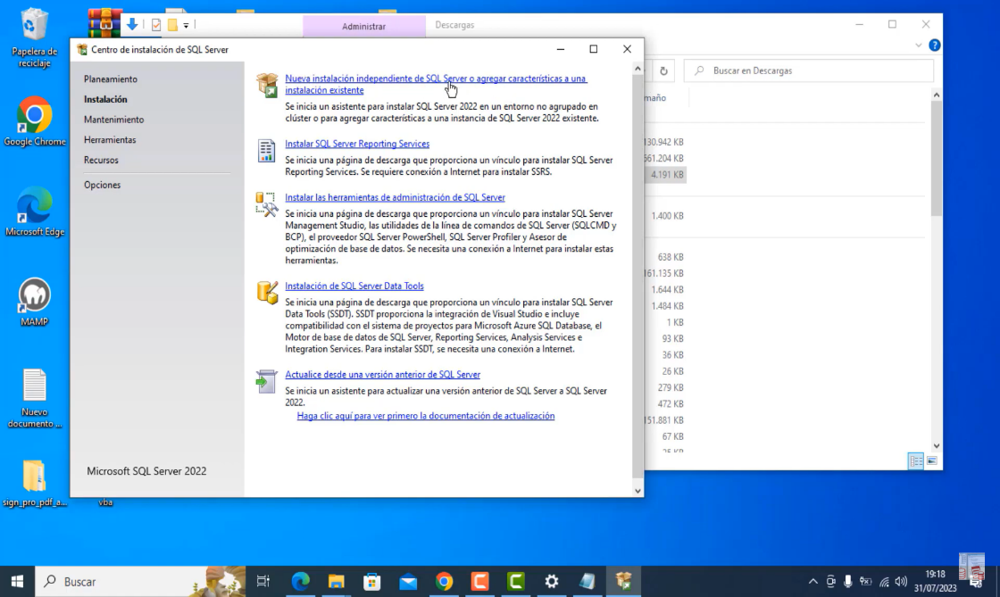 Papelera de
reciclaje
Google Chrome
Microsoft Edge
MAMP
Nuevo
documento ...
sign_pro_pdf_a...
vba
Administrar
Descargas
Buscar en Descargas
Centro de instalación de SQL Server
Planeamiento
Instalación
Mantenimiento
Herramientas
Recursos
Opciones
Microsoft SQL Server 2022
Nueva instalación independiente de SQL Server o agregar características a una
instalación existente
Se inicia un asistente para instalar SQL Server 2022 en un entorno no agrupado en
clúster o para agregar características a una instancia de SQL Server 2022 existente.
Instalar SQL Server Reporting Services
Se inicia una página de descarga que proporciona un vínculo para instalar SQL Server
Reporting Services. Se requiere conexión a Internet para instalar SSRS.
Instalar las herramientas de administración de SQL Server
Se inicia una página de descarga que proporciona un vínculo para instalar SQL Server
Management Studio, las utilidades de la línea de comandos de SQL Server (SQLCMD y
BCP), el proveedor SQL Server PowerShell, SQL Server Profiler y Asesor de
optimización de base de datos. Se necesita una conexión a Internet para instalar estas
herramientas.
Instalación de SQL Server Data Tools
Se inicia una página de descarga que proporciona un vínculo para instalar SQL Server
Data Tools (SSDT). SSDT proporciona la integración de Visual Studio e incluye
compatibilidad con el sistema de proyectos para Microsoft Azure SQL Database, el
Motor de base de datos de SQL Server, Reporting Services, Analysis Services e
Integration Services. Para instalar SSDT, se necesita una conexión a Internet.
Actualice desde una versión anterior de SQL Server
Se inicia un asistente para actualizar una versión anterior de SQL Server a SQL Server
2022.
Haga clic aquí para ver primero la documentación de actualización
maño
130.942 KB
561.204 KB
4.191 KB
1.400 KB
638 KB
161.135 KB
1.644 KB
1.484 KB
1 KB
93 KB
36 KB
26 KB
279 KB
472 KB
151.881 KB
67 KB
Buscar
19:18
31/07/2023